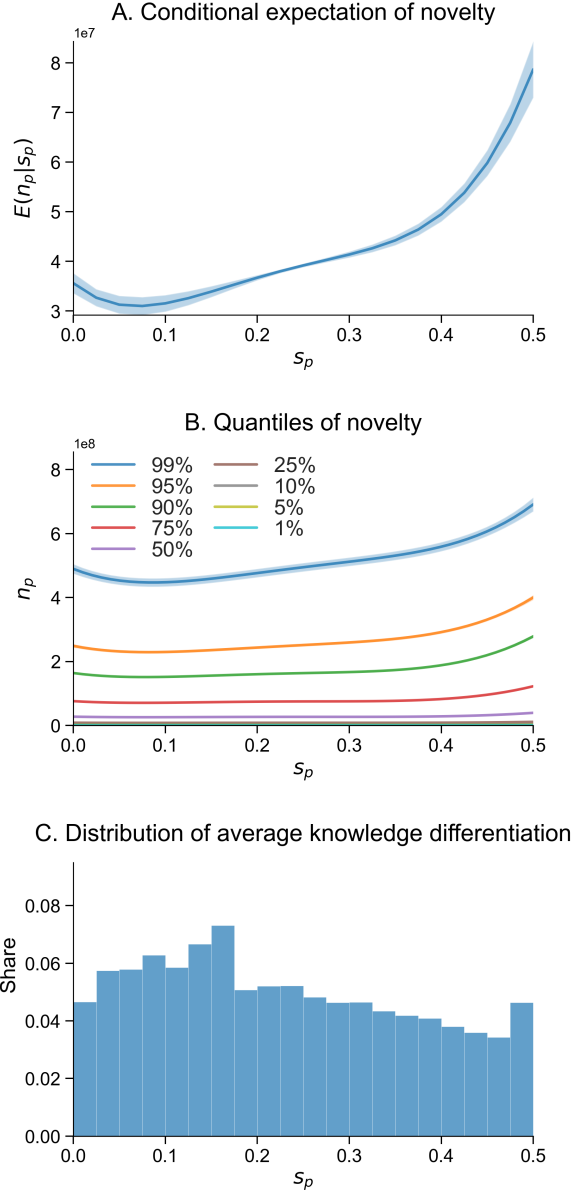 A. Conditional expectation of novelty
1e7
8
7
6
5
4
3
E(n_p|s_p)
0.0 0.1 0.2 0.3 0.4 0.5
s_p
B. Quantiles of novelty
1e8
8
6
4
2
0
n_p
99% 25%
95% 10%
90% 5%
75% 1%
50%
0.0 0.1 0.2 0.3 0.4 0.5
s_p
C. Distribution of average knowledge differentiation
0.08
0.06
0.04
0.02
0.00
Share
0.0 0.1 0.2 0.3 0.4 0.5
s_p